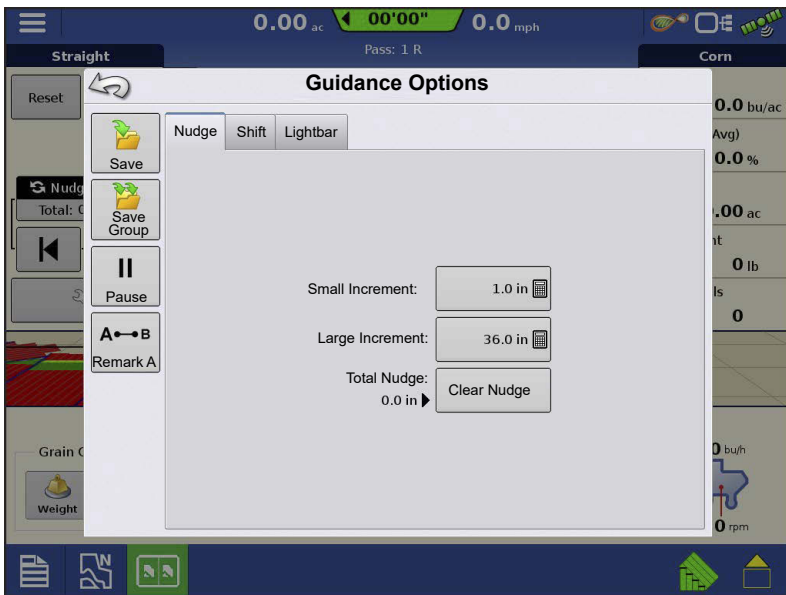 0.00 ac
00'00"
0.0 mph
Straight
Pass: 1 R
Corn
Guidance Options
Reset
0.0 bu/ac
Nudge
Shift
Lightbar
Avg)
0.0 %
Save
Nudg
Total:
.00 ac
Save
Group
0 lb
Small Increment:
1.0 in
Pause
ls
0
Large Increment:
36.0 in
A B
Remark A
Total Nudge:
0.0 in
Clear Nudge
Grain
bu/h
Weight
0 rpm
N